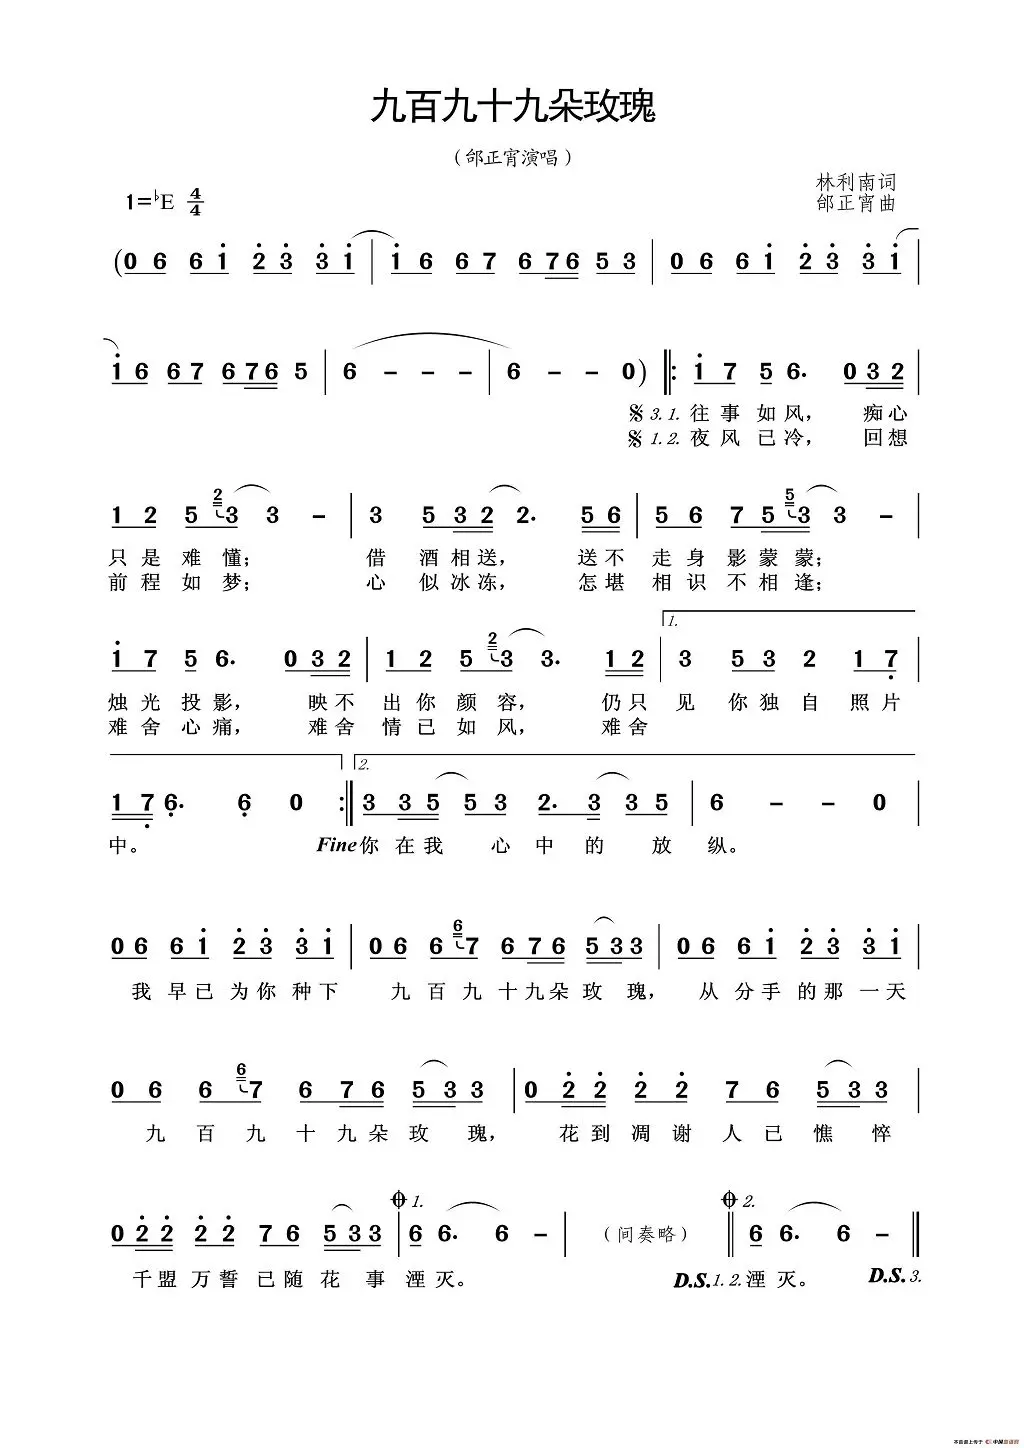 九百九十九朵玫瑰
（邰正宵演唱）
林利南词
1=♭E 4/4
邰正宵曲
(0 6 6 i 2 3 3 i | i 6 6 7 6 7 6 5 3 | 0 6 6 i 2 3 3 i |
i 6 6 7 6 7 6 5 | 6 - - - | 6 - - 0) ‖: i 7 5 6. 0 3 2
𝄋 3. 1. 往 事 如 风， 痴 心
𝄋 1. 2. 夜 风 已 冷， 回 想
1 2 5 2 3 3 - | 3 5 3 2 2. 5 6 | 5 6 7 5 5 3 3 - |
只 是 难 懂； 借 酒 相 送， 送 不 走 身 影 蒙 蒙；
前 程 如 梦； 心 似 冰 冻， 怎 堪 相 识 不 相 逢；
1.
i 7 5 6. 0 3 2 | 1 2 5 2 3 3. 1 2 | 3 5 3 2 1 7
烛 光 投 影， 映 不 出 你 颜 容， 仍 只 见 你 独 自 照 片
难 舍 心 痛， 难 舍 情 已 如 风， 难 舍
2.
1 7 6. 6 0 :‖ 3 3 5 5 3 2. 3 3 5 | 6 - - 0 |
中。 Fine 你 在 我 心 中 的 放 纵。
0 6 6 i 2 3 3 i | 0 6 6 6 7 6 7 6 5 3 3 | 0 6 6 i 2 3 3 i |
我 早 已 为 你 种 下 九 百 九 十 九 朵 玫 瑰， 从 分 手 的 那 一 天
0 6 6 6 7 6 7 6 5 3 3 | 0 2 2 2 2 7 6 5 3 3 |
九 百 九 十 九 朵 玫 瑰， 花 到 凋 谢 人 已 憔 悴
1. 2.
0 2 2 2 2 7 6 5 3 3 | 6 6. 6 - | （间奏略） ‖ 6 6. 6 - ‖
千 盟 万 誓 已 随 花 事 湮 灭。 D.S. 1. 2. 湮 灭。 D.S. 3.